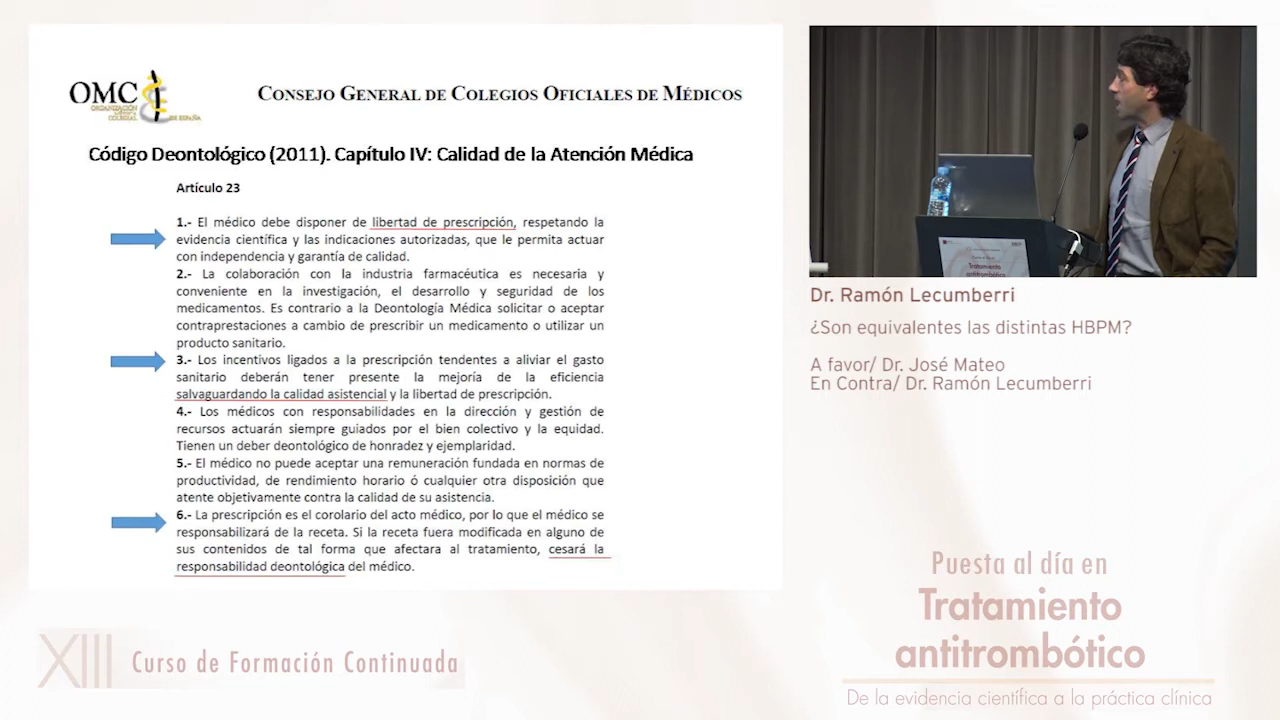 OMC
ORGANIZACIÓN
MÉDICA
COLEGIAL
DE ESPAÑA
CONSEJO GENERAL DE COLEGIOS OFICIALES DE MÉDICOS
Código Deontológico (2011). Capítulo IV: Calidad de la Atención Médica
Artículo 23
1.- El médico debe disponer de libertad de prescripción, respetando la
evidencia científica y las indicaciones autorizadas, que le permita actuar
con independencia y garantía de calidad.
2.- La colaboración con la industria farmacéutica es necesaria y
conveniente en la investigación, el desarrollo y seguridad de los
medicamentos. Es contrario a la Deontología Médica solicitar o aceptar
contraprestaciones a cambio de prescribir un medicamento o utilizar un
producto sanitario.
3.- Los incentivos ligados a la prescripción tendentes a aliviar el gasto
sanitario deberán tener presente la mejoría de la eficiencia
salvaguardando la calidad asistencial y la libertad de prescripción.
4.- Los médicos con responsabilidades en la dirección y gestión de
recursos actuarán siempre guiados por el bien colectivo y la equidad.
Tienen un deber deontológico de honradez y ejemplaridad.
5.- El médico no puede aceptar una remuneración fundada en normas de
productividad, de rendimiento horario ó cualquier otra disposición que
atente objetivamente contra la calidad de su asistencia.
6.- La prescripción es el corolario del acto médico, por lo que el médico se
responsabilizará de la receta. Si la receta fuera modificada en alguno de
sus contenidos de tal forma que afectara al tratamiento, cesará la
responsabilidad deontológica del médico.
Tratamiento
antitrombótico
Dr. Ramón Lecumberri
¿Son equivalentes las distintas HBPM?
A favor/ Dr. José Mateo
En Contra/ Dr. Ramón Lecumberri
Puesta al día en
Tratamiento
antitrombótico
De la evidencia científica a la práctica clínica
XIII Curso de Formación Continuada